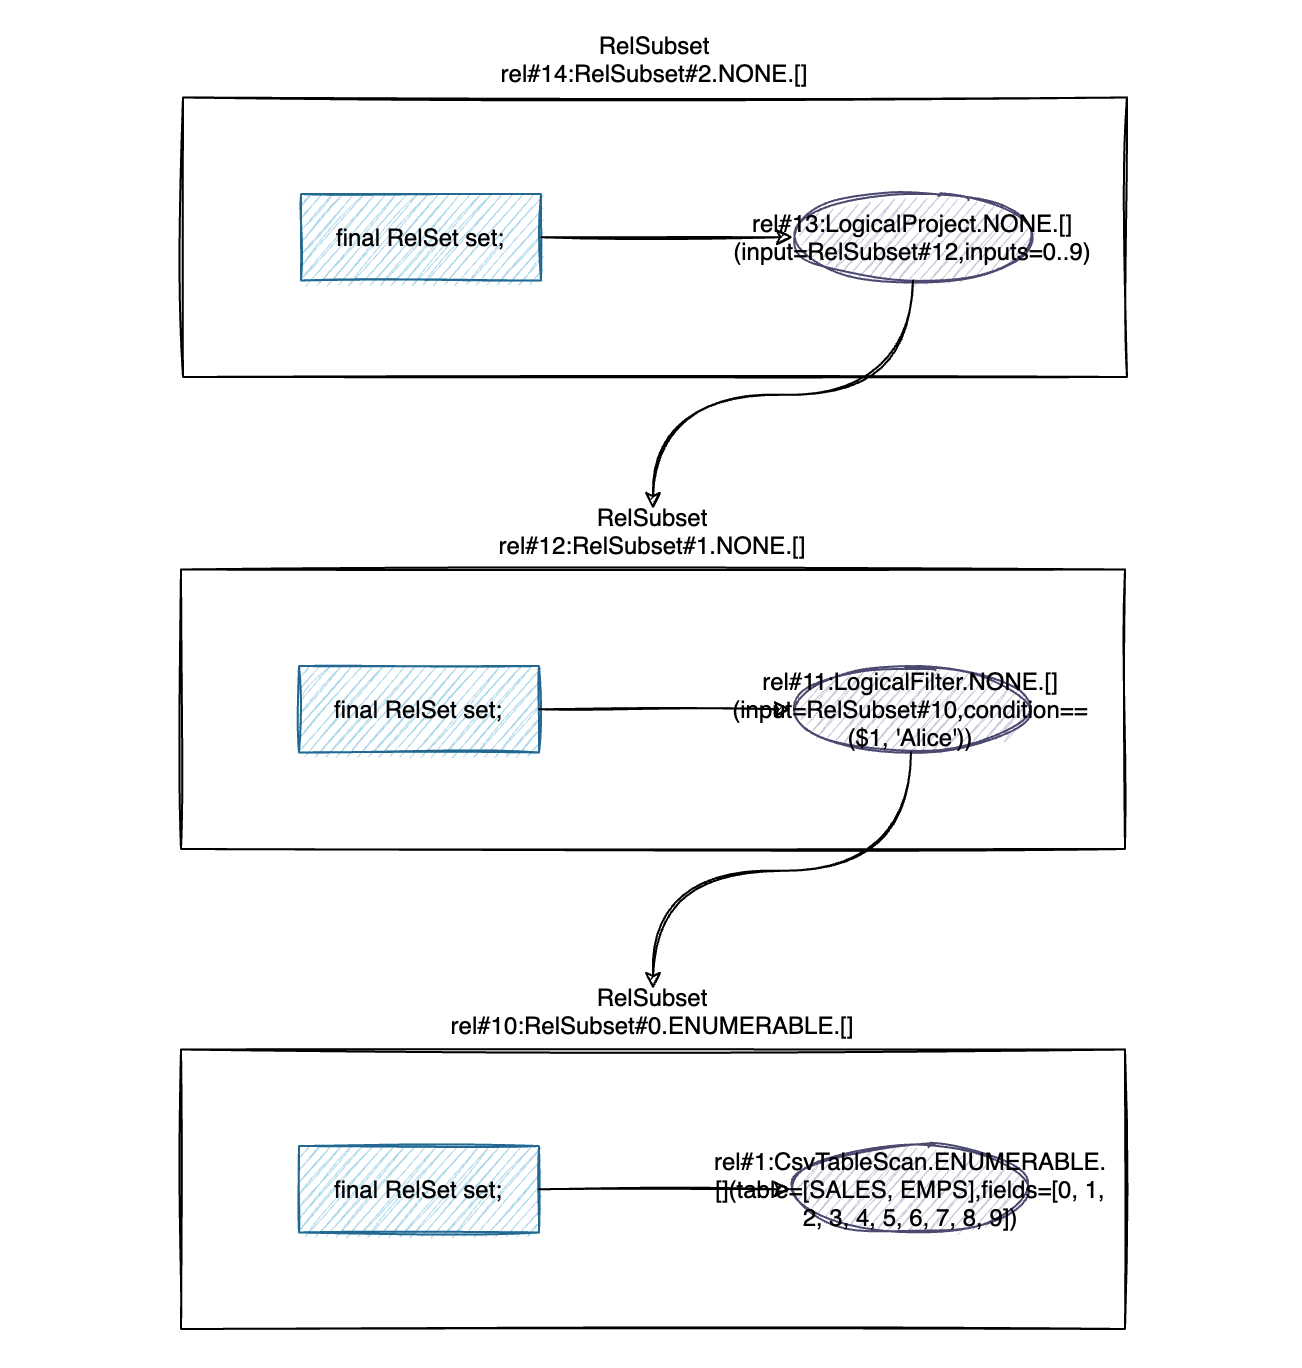 RelSubset
rel#14:RelSubset#2.NONE.[]
final RelSet set;
rel#13:LogicalProject.NONE.[]
(input=RelSubset#12,inputs=0..9)
RelSubset
rel#12:RelSubset#1.NONE.[]
final RelSet set;
rel#11:LogicalFilter.NONE.[]
(input=RelSubset#10,condition==
($1, 'Alice'))
RelSubset
rel#10:RelSubset#0.ENUMERABLE.[]
final RelSet set;
rel#1:CsvTableScan.ENUMERABLE.
[](table=[SALES, EMPS],fields=[0, 1,
2, 3, 4, 5, 6, 7, 8, 9])